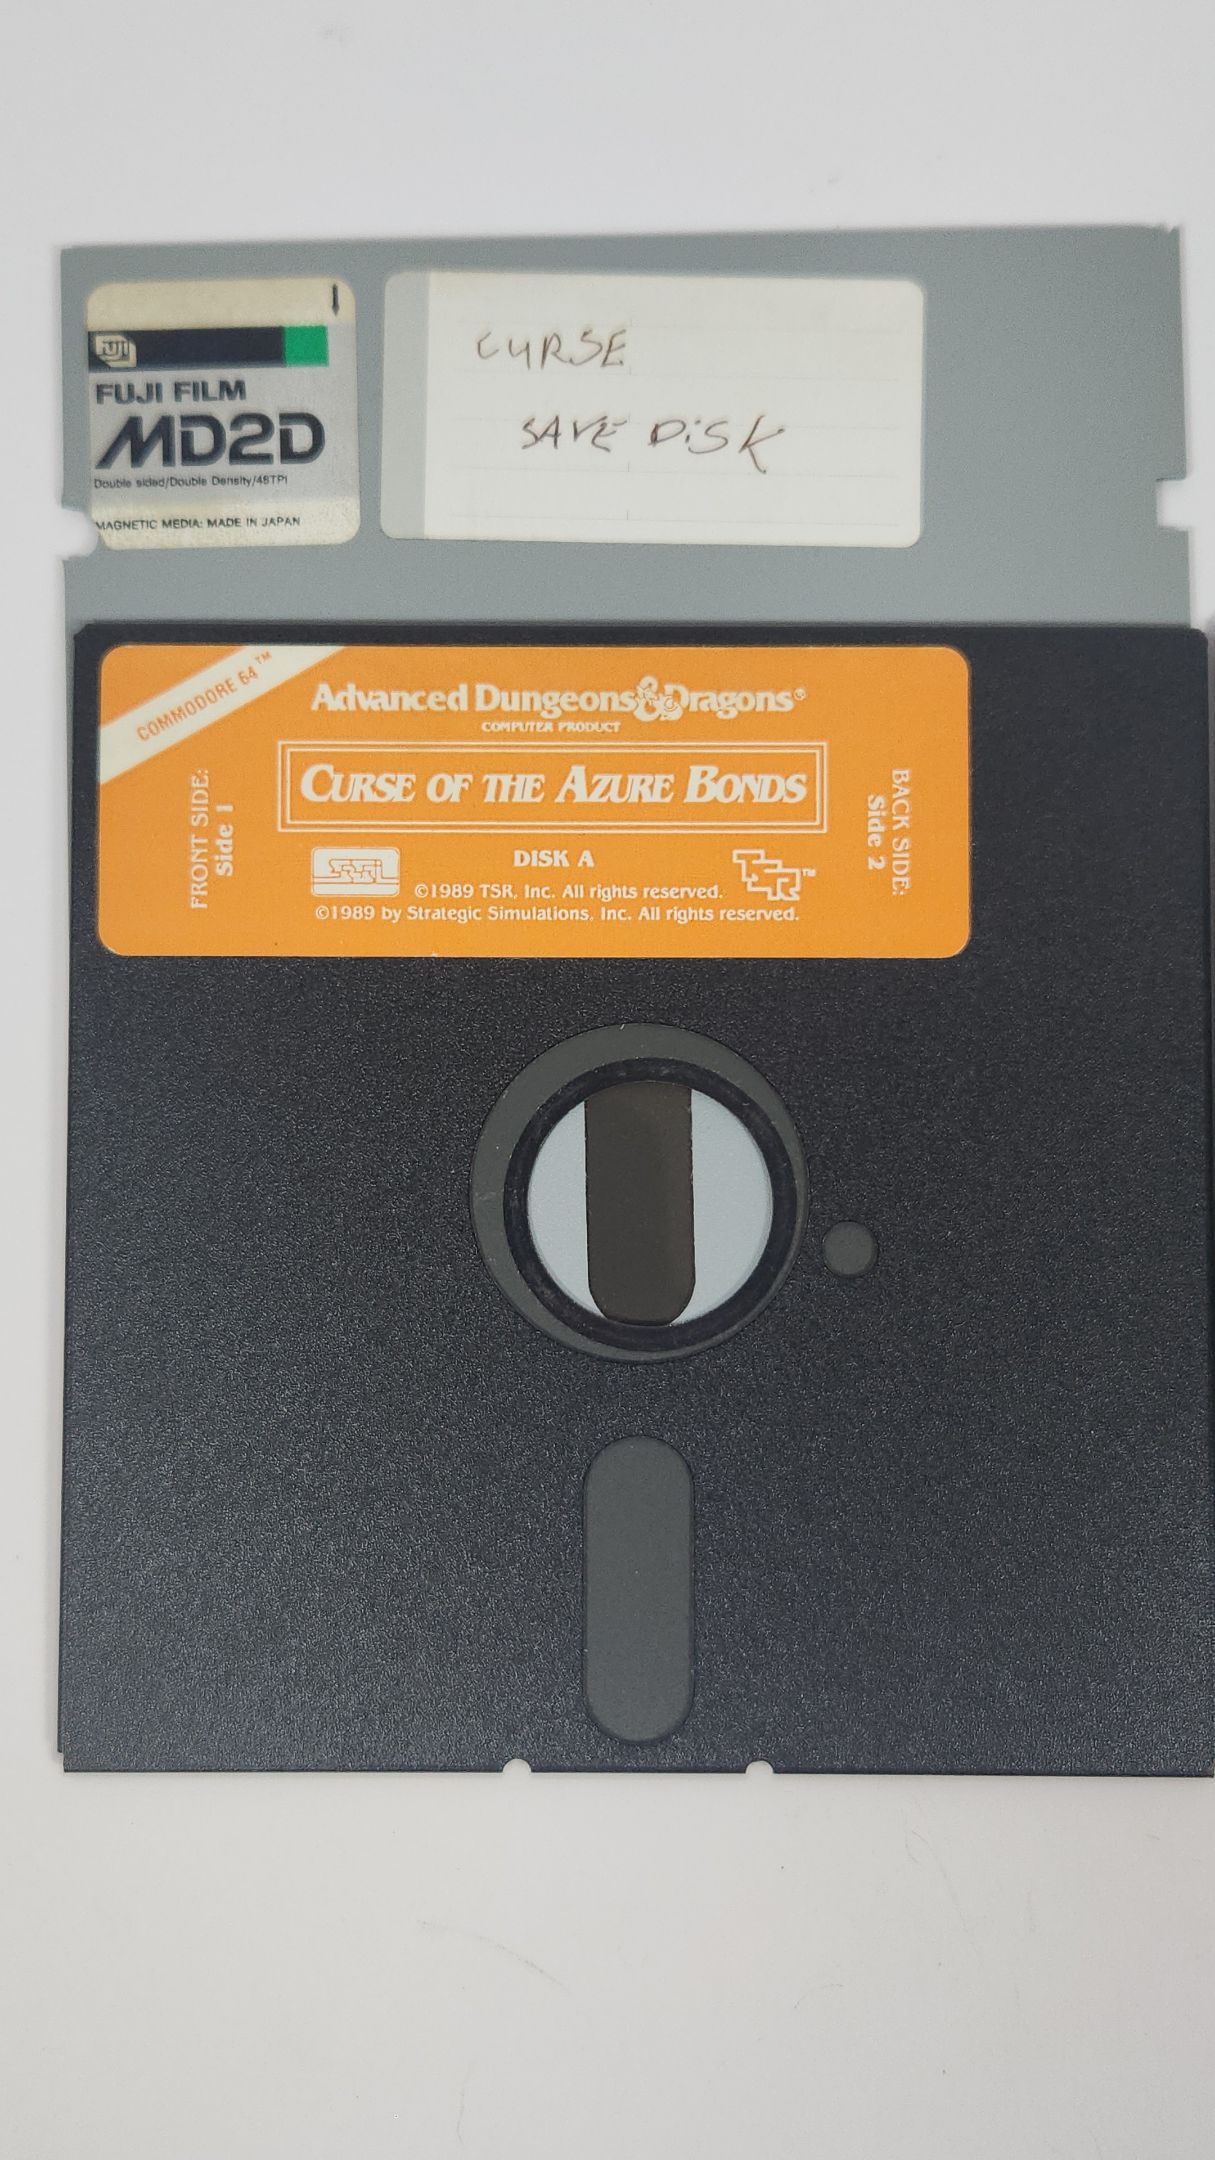 FUJI
FUJI FILM
MD2D
Double sided/Double Density/48TPI
MAGNETIC MEDIA: MADE IN JAPAN
CURSE
SAVE DiSK
COMMODORE 64™
Advanced Dungeons & Dragons®
COMPUTER PRODUCT
CURSE OF THE AZURE BONDS
FRONT SIDE:
Side 1
BACK SIDE:
Side 2
DISK A
SSI
TSR™
©1989 TSR, Inc. All rights reserved.
©1989 by Strategic Simulations, Inc. All rights reserved.